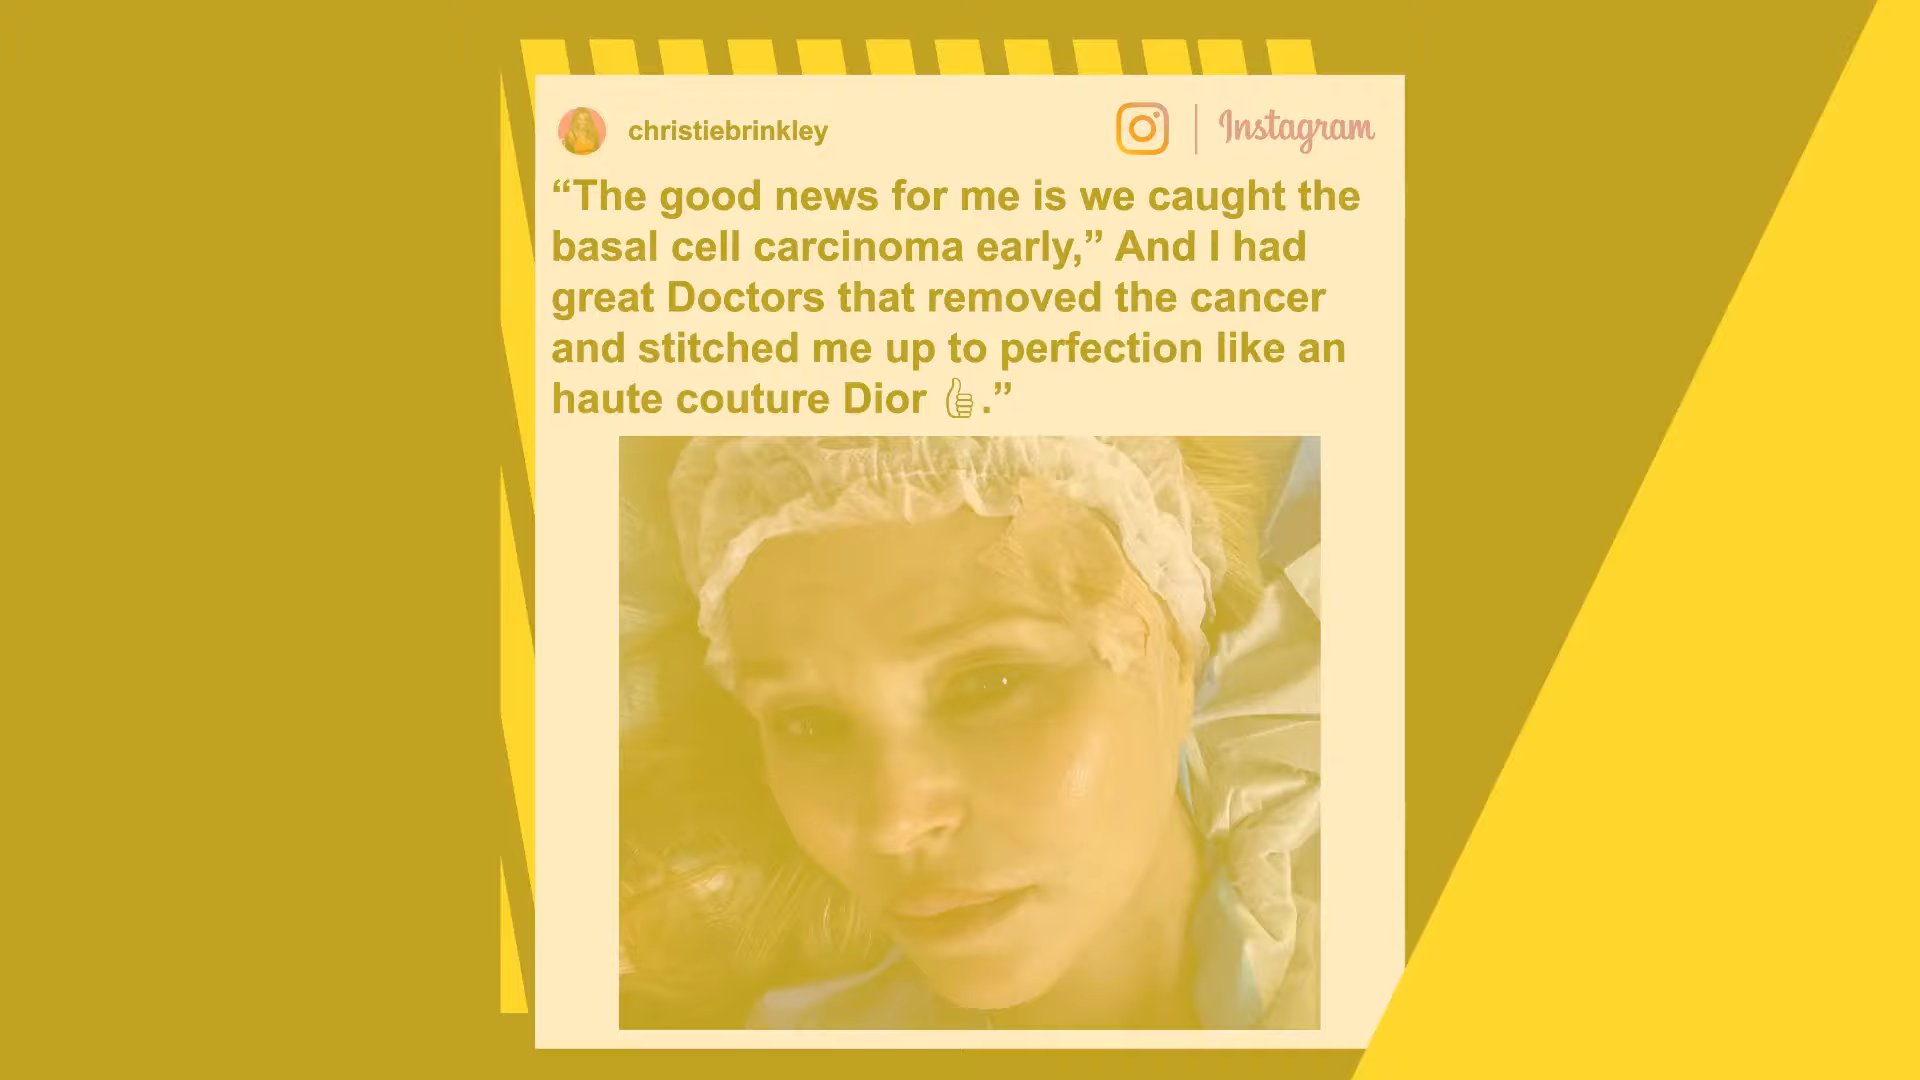 christiebrinkley
Instagram
“The good news for me is we caught the
basal cell carcinoma early,” And I had
great Doctors that removed the cancer
and stitched me up to perfection like an
haute couture Dior 👍.”